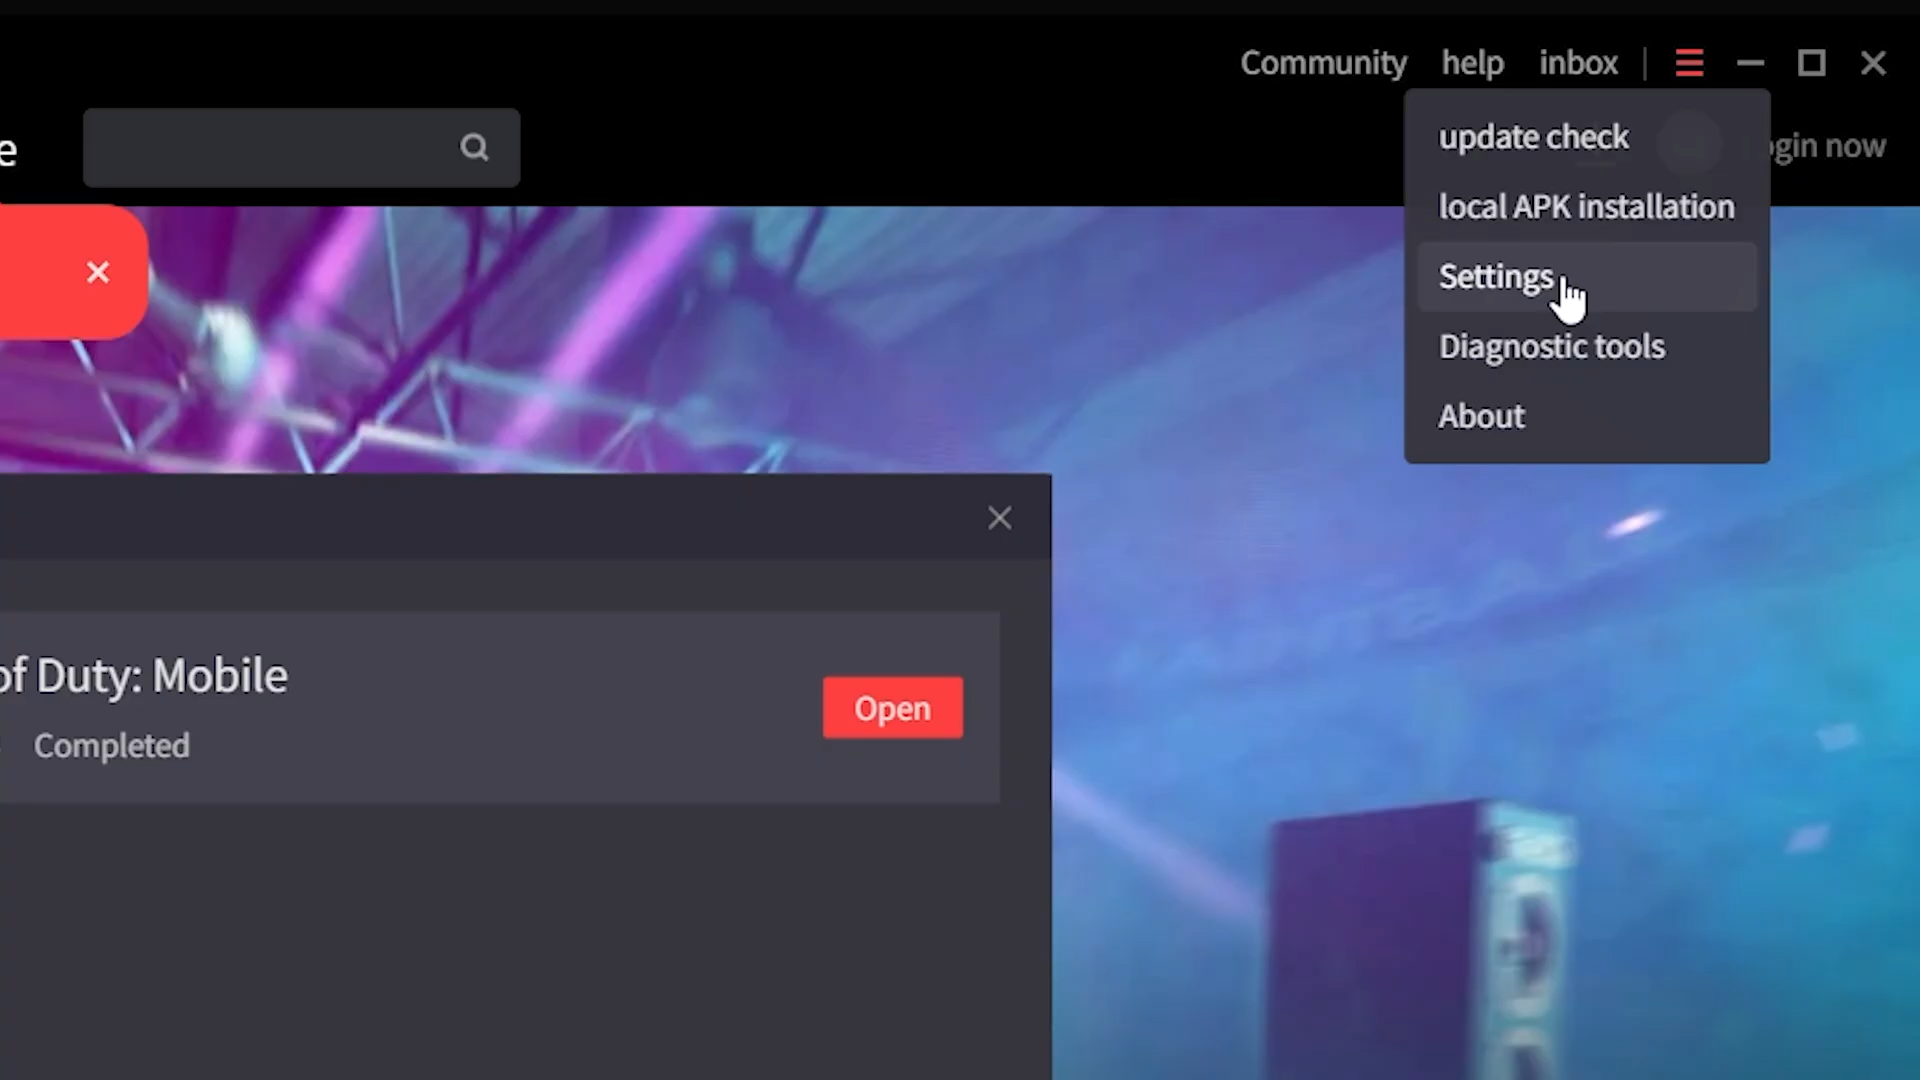 Community help inbox
update check
gin now
local APK installation
Settings
Diagnostic tools
About
of Duty: Mobile
Open
Completed